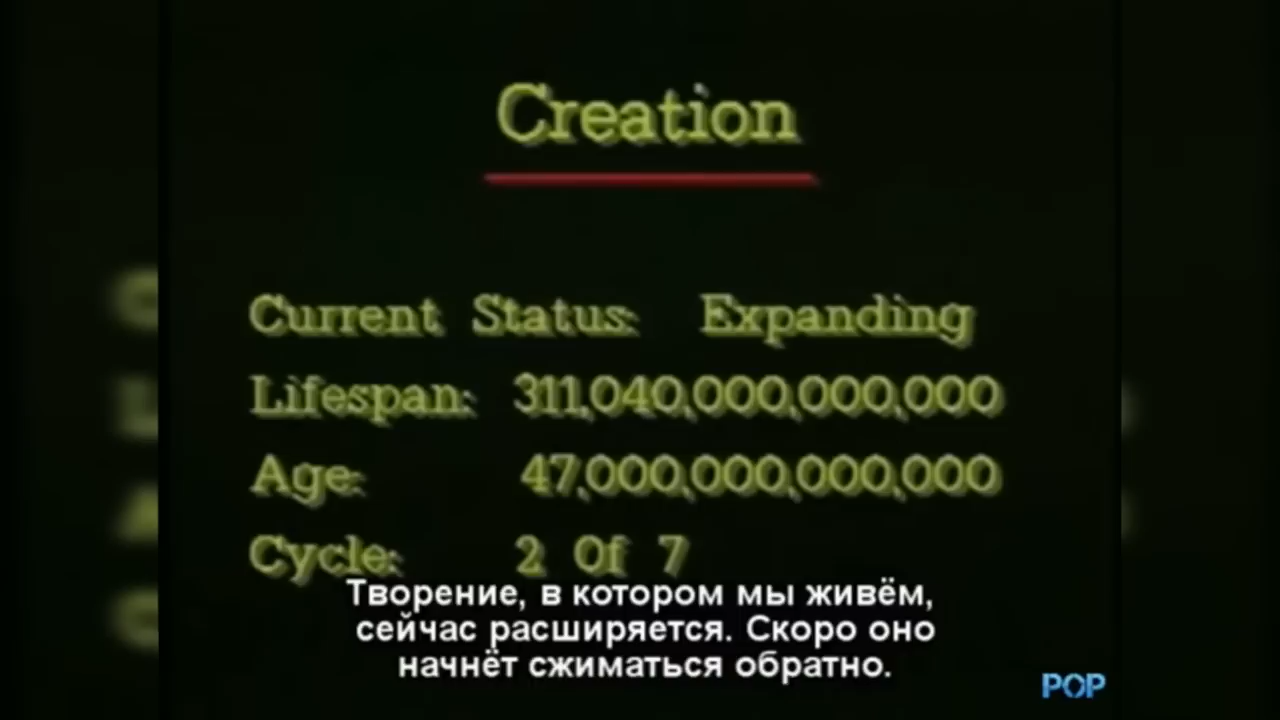 Creation
Current Status: Expanding
Lifespan: 311,040,000,000,000
Age: 47,000,000,000,000
Cycle: 2 Of 7
Творение, в котором мы живём,
сейчас расширяется. Скоро оно
начнёт сжиматься обратно.
POP